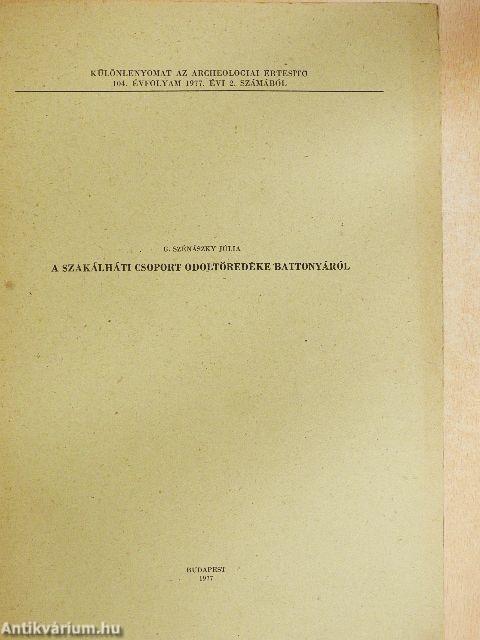 KÜLÖNLENYOMAT AZ ARCHEOLOGIAI ÉRTESÍTŐ
104. ÉVFOLYAM 1977. ÉVI 2. SZÁMÁBÓL
G. SZÉNÁSZKY JÚLIA
A SZAKÁLHÁTI CSOPORT ODOLTÖREDÉKE BATTONYÁRÓL
BUDAPEST
1977
Antikvárium.hu